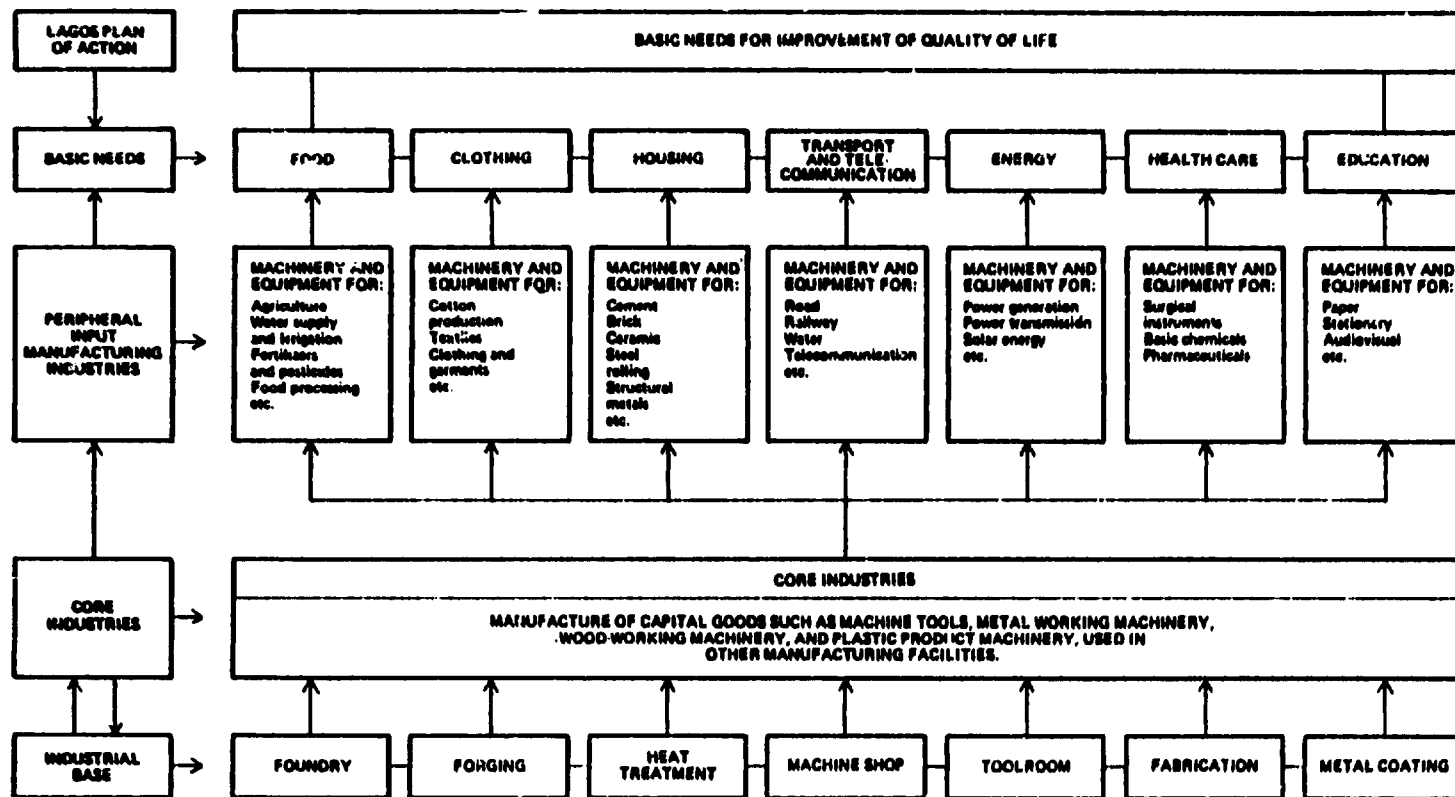 LAGOS PLAN
OF ACTION
BASIC NEEDS FOR IMPROVEMENT OF QUALITY OF LIFE
BASIC NEEDS
FOOD
CLOTHING
HOUSING
TRANSPORT
AND TELE-
COMMUNICATION
ENERGY
HEALTH CARE
EDUCATION
PERIPHERAL
INPUT
MANUFACTURING
INDUSTRIES
MACHINERY AND
EQUIPMENT FOR:
Agriculture
Water supply
and irrigation
Fertilizers
and pesticides
Food processing
etc.
MACHINERY AND
EQUIPMENT FOR:
Cotton
production
Textiles
Clothing and
garments
etc.
MACHINERY AND
EQUIPMENT FOR:
Cement
Brick
Ceramic
Steel
rolling
Structural
metals
etc.
MACHINERY AND
EQUIPMENT FOR:
Road
Railway
Water
Telecommunication
etc.
MACHINERY AND
EQUIPMENT FOR:
Power generation
Power transmission
Solar energy
etc.
MACHINERY AND
EQUIPMENT FOR:
Surgical
instruments
Basic chemicals
Pharmaceuticals
MACHINERY AND
EQUIPMENT FOR:
Paper
Stationery
Audiovisual
etc.
CORE
INDUSTRIES
CORE INDUSTRIES
MANUFACTURE OF CAPITAL GOODS SUCH AS MACHINE TOOLS, METAL WORKING MACHINERY,
WOOD-WORKING MACHINERY, AND PLASTIC PRODUCT MACHINERY, USED IN
OTHER MANUFACTURING FACILITIES.
INDUSTRIAL
BASE
FOUNDRY
FORGING
HEAT
TREATMENT
MACHINE SHOP
TOOLROOM
FABRICATION
METAL COATING